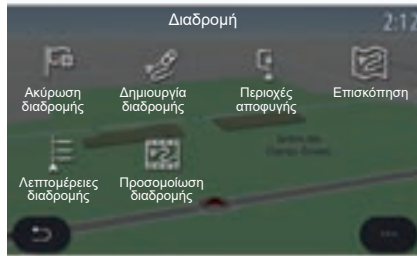 Διαδρομή
2:12
Ακύρωση
διαδρομής
Δημιουργία
διαδρομής
Περιοχές
αποφυγής
Επισκόπηση
Λεπτομέρειες
διαδρομής
Προσομοίωση
διαδρομής